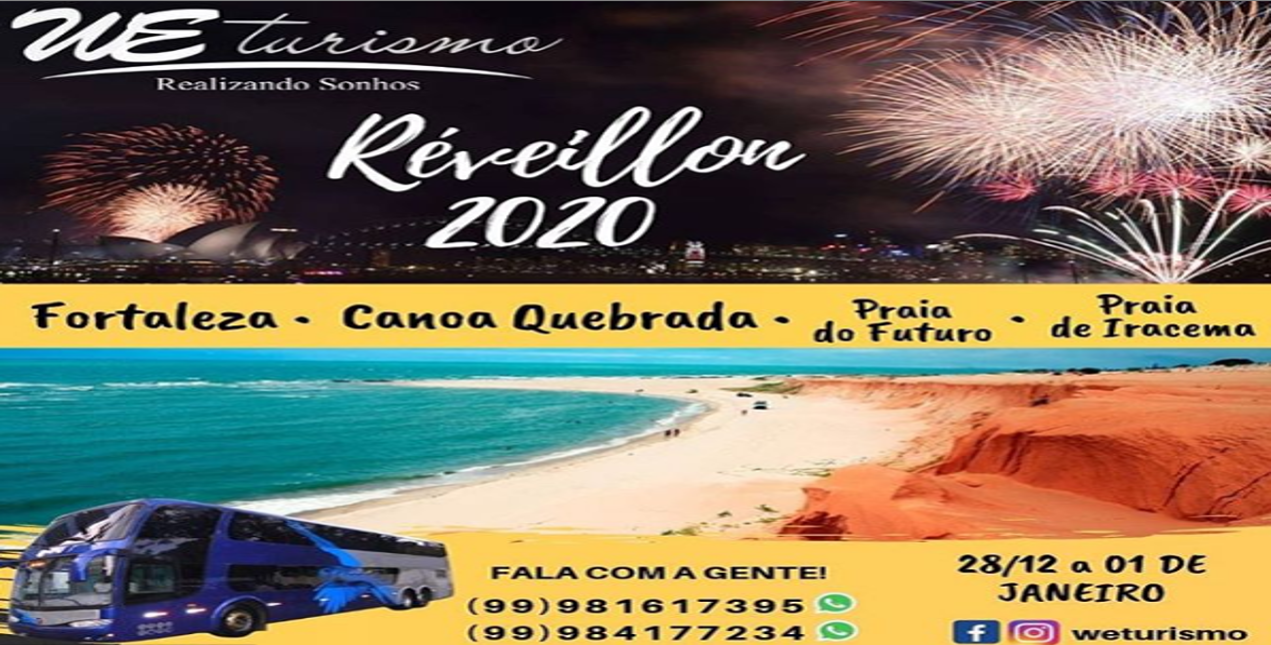 WE turismo
Realizando Sonhos
Réveillon
2020
Fortaleza • Canoa Quebrada • Praia do Futuro • Praia de Iracema
FALA COM A GENTE!
(99)981617395
(99)984177234
28/12 a 01 DE
JANEIRO
weturismo